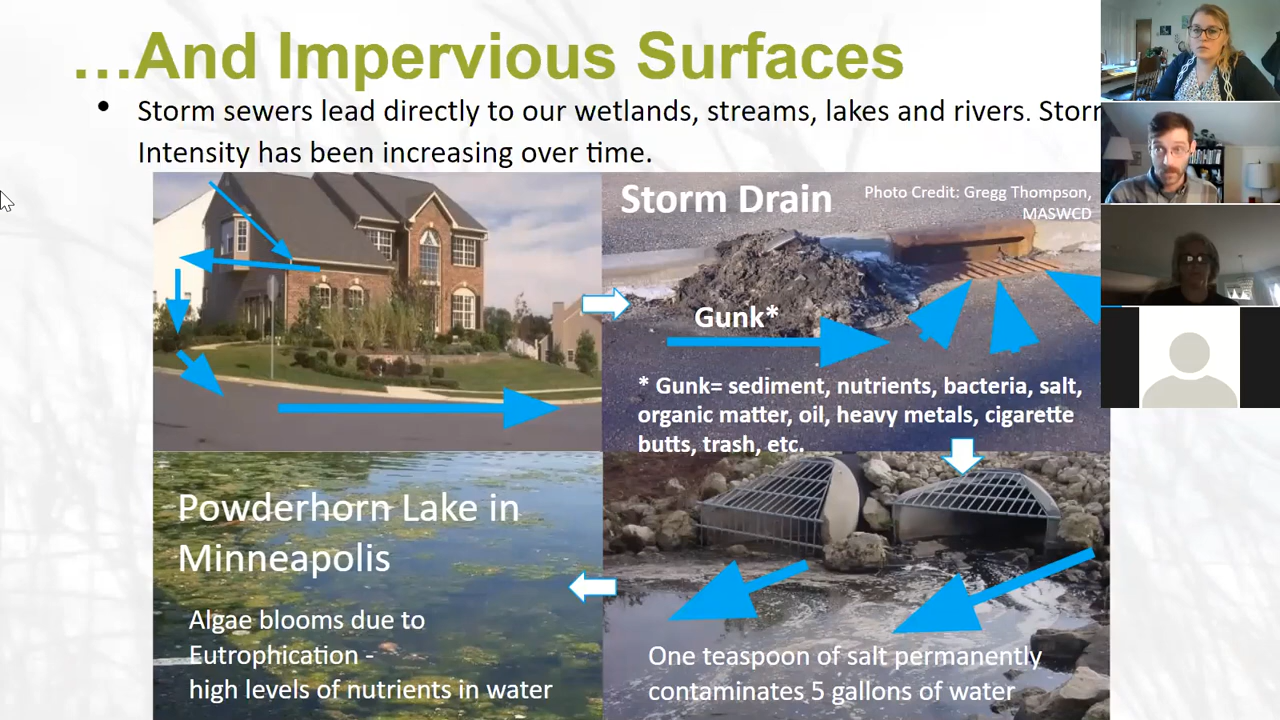 …And Impervious Surfaces
• Storm sewers lead directly to our wetlands, streams, lakes and rivers. Storm
Intensity has been increasing over time.
Storm Drain
Photo Credit: Gregg Thompson,
MASWCD
Gunk*
* Gunk= sediment, nutrients, bacteria, salt,
organic matter, oil, heavy metals, cigarette
butts, trash, etc.
Powderhorn Lake in
Minneapolis
Algae blooms due to
Eutrophication -
high levels of nutrients in water
One teaspoon of salt permanently
contaminates 5 gallons of water